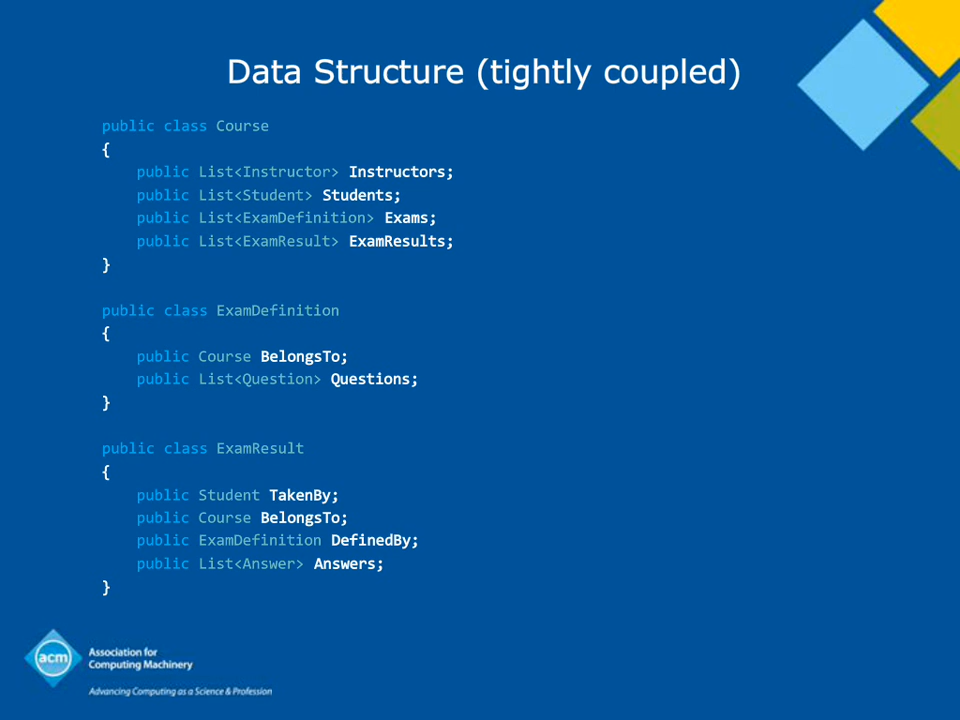 Data Structure (tightly coupled)
public class Course
{
public List<Instructor> Instructors;
public List<Student> Students;
public List<ExamDefinition> Exams;
public List<ExamResult> ExamResults;
}
public class ExamDefinition
{
public Course BelongsTo;
public List<Question> Questions;
}
public class ExamResult
{
public Student TakenBy;
public Course BelongsTo;
public ExamDefinition DefinedBy;
public List<Answer> Answers;
}
acm
Association for
Computing Machinery
Advancing Computing as a Science & Profession